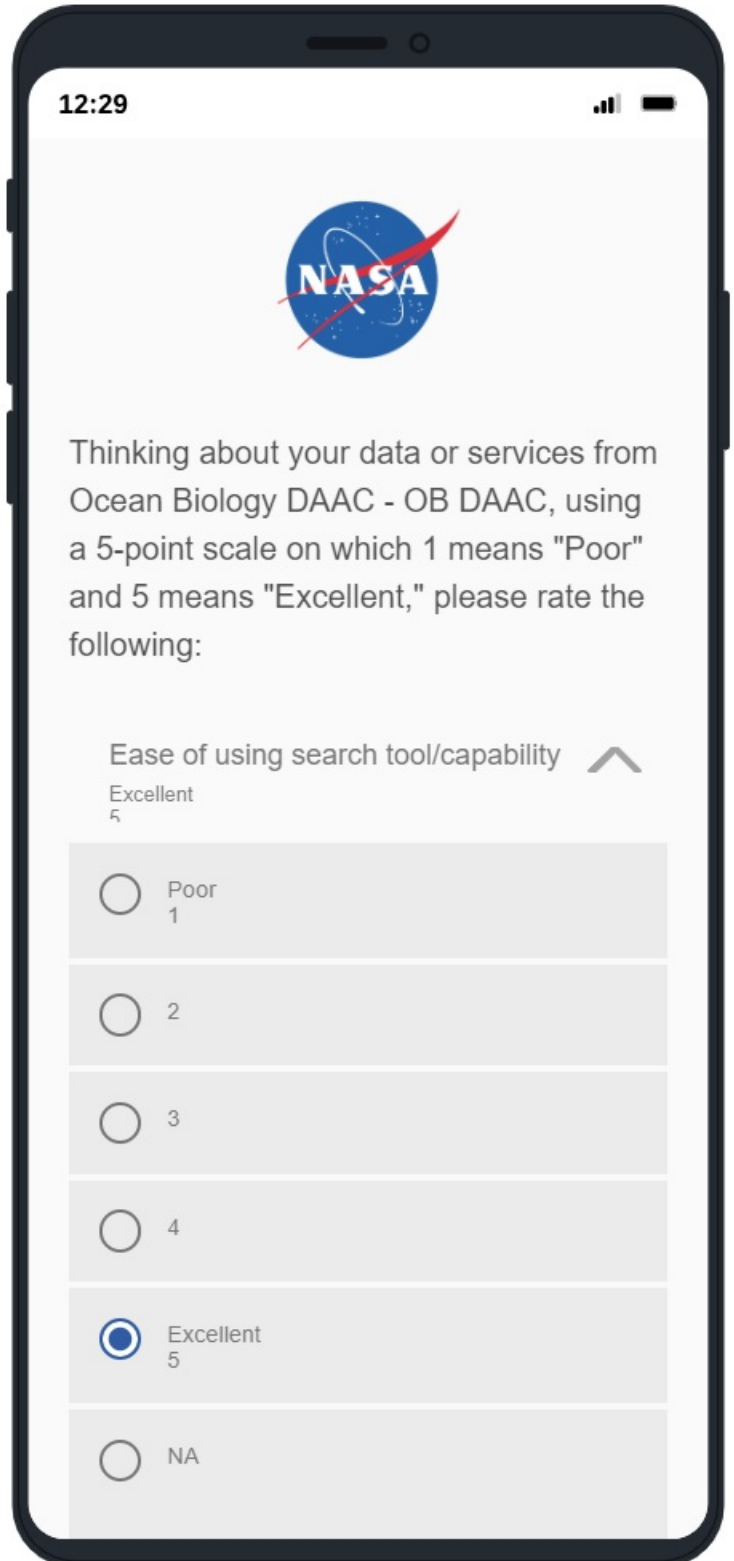 12:29
NASA
Thinking about your data or services from
Ocean Biology DAAC - OB DAAC, using
a 5-point scale on which 1 means "Poor"
and 5 means "Excellent," please rate the
following:
Ease of using search tool/capability
Excellent
5
Poor
1
2
3
4
Excellent
5
NA